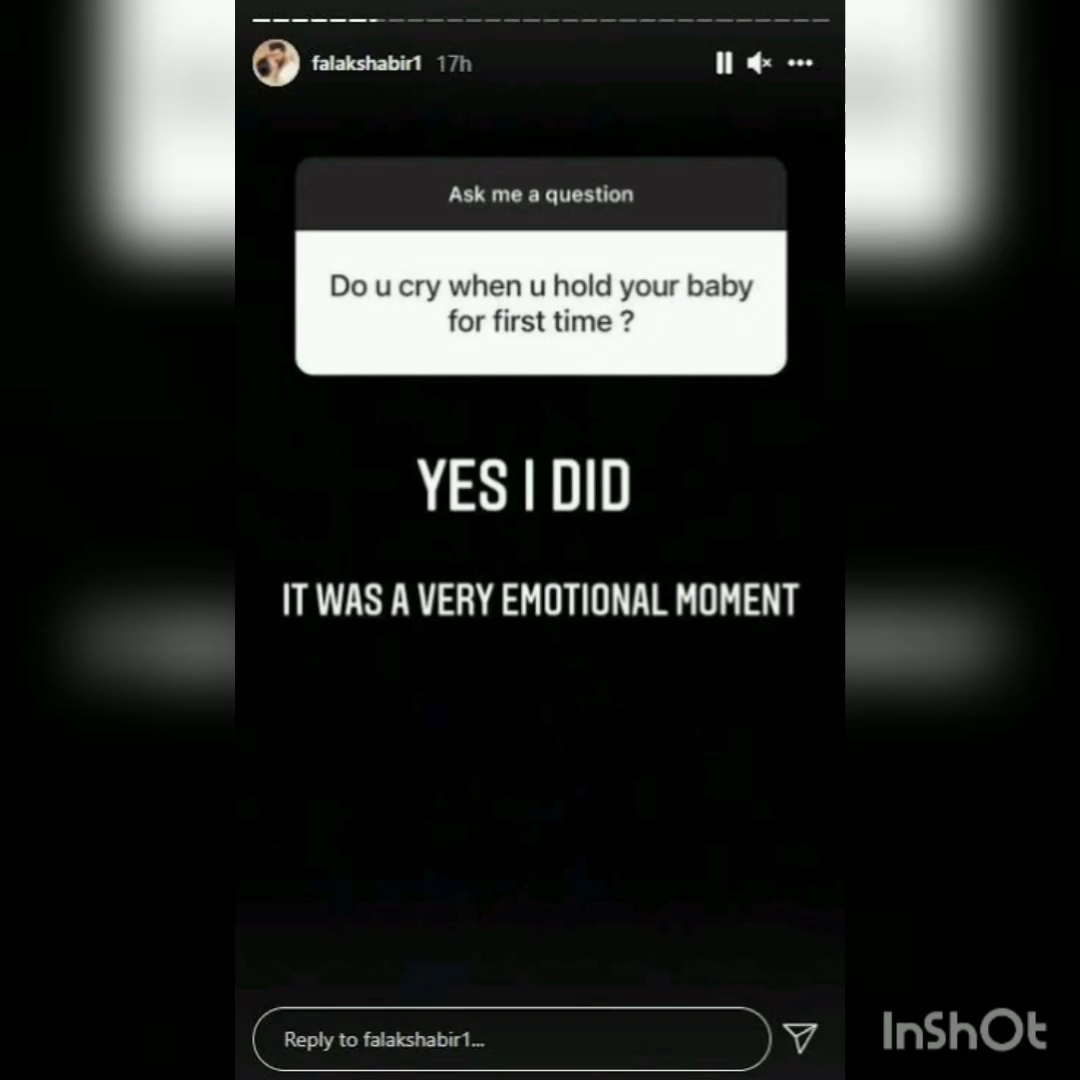 falakshabir1 17h
Ask me a question
Do u cry when u hold your baby
for first time ?
YES I DID
IT WAS A VERY EMOTIONAL MOMENT
Reply to falakshabir1...
InShOt